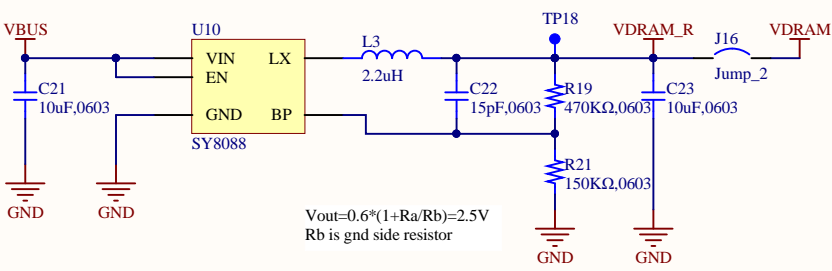 VBUS
U10
L3
TP18
VDRAM_R
J16
VDRAM
VIN
LX
EN
2.2uH
Jump_2
C21
10uF,0603
C22
15pF,0603
R19
470KΩ,0603
C23
10uF,0603
GND
BP
SY8088
R21
150KΩ,0603
GND
GND
Vout=0.6*(1+Ra/Rb)=2.5V
Rb is gnd side resistor
GND
GND